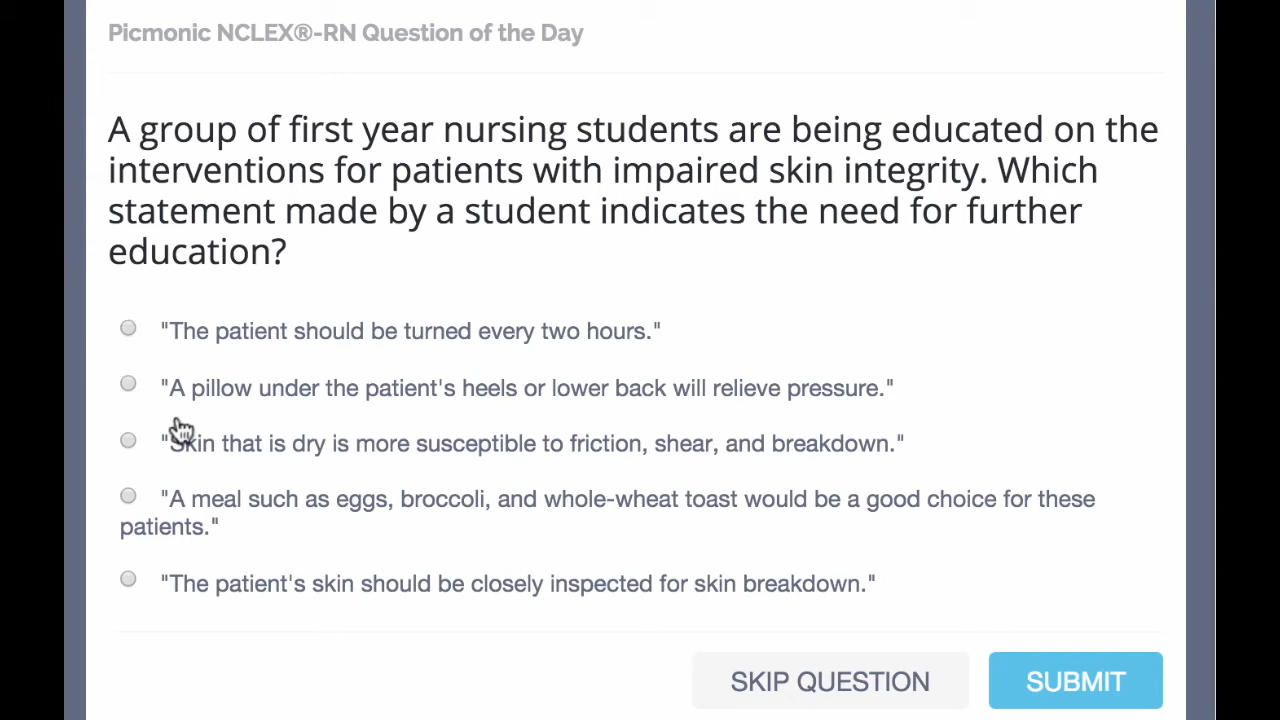 Picmonic NCLEX®-RN Question of the Day
A group of first year nursing students are being educated on the
interventions for patients with impaired skin integrity. Which
statement made by a student indicates the need for further
education?
"The patient should be turned every two hours."
"A pillow under the patient's heels or lower back will relieve pressure."
"Skin that is dry is more susceptible to friction, shear, and breakdown."
"A meal such as eggs, broccoli, and whole-wheat toast would be a good choice for these
patients."
"The patient's skin should be closely inspected for skin breakdown."
SKIP QUESTION
SUBMIT